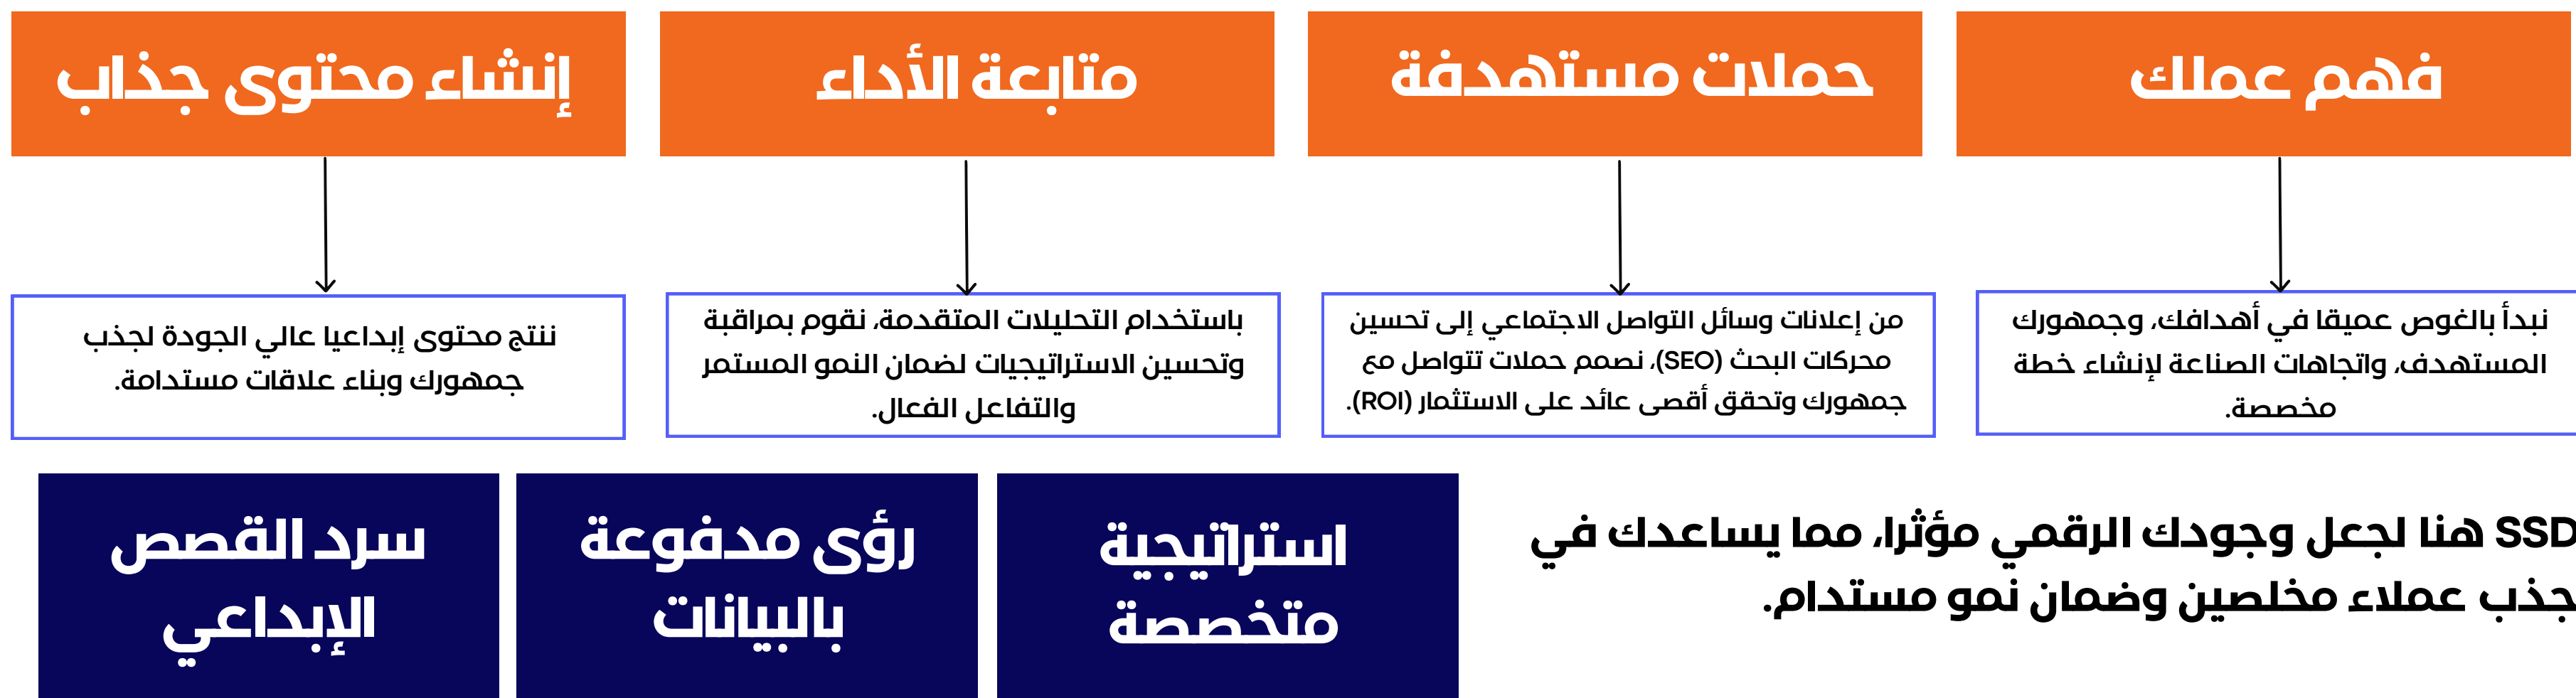 فهم عملك
حملات مستهدفة
متابعة الأداء
إنشاء محتوى جذاب
نبدأ بالغوص عميقا في أهدافك، وجمهورك
المستهدف، واتجاهات الصناعة لإنشاء خطة
مخصصة.
من إعلانات وسائل التواصل الاجتماعي إلى تحسين
محركات البحث (SEO)، نصمم حملات تتواصل مع
جمهورك وتحقق أقصى عائد على الاستثمار (ROI).
باستخدام التحليلات المتقدمة، نقوم بمراقبة
وتحسين الاستراتيجيات لضمان النمو المستمر
والتفاعل الفعال.
ننتج محتوى إبداعيا عالي الجودة لجذب
جمهورك وبناء علاقات مستدامة.
SSD هنا لجعل وجودك الرقمي مؤثرا، مما يساعدك في
جذب عملاء مخلصين وضمان نمو مستدام.
استراتيجية
متخصصة
رؤى مدفوعة
بالبيانات
سرد القصص
الإبداعي